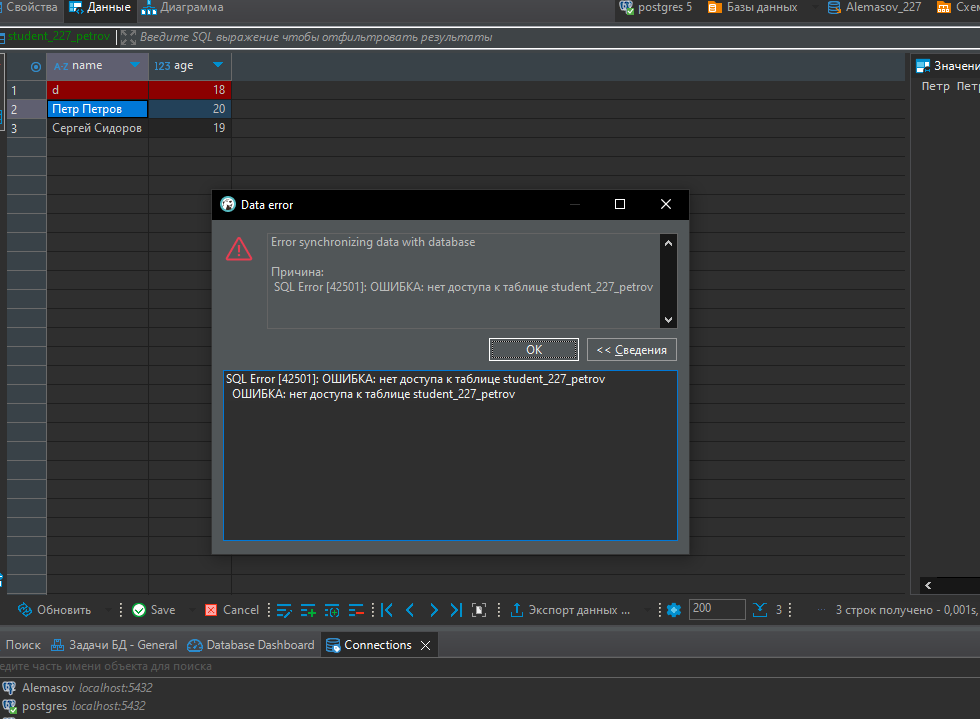 Свойства Данные Диаграмма postgres 5 Базы данных Alemasov_227
student_227_petrov Введите SQL выражение чтобы отфильтровать результаты
A-Z name 123 age
1 d 18
2 Петр Петров 20
3 Сергей Сидоров 19
Петр
Data error
Error synchronizing data with database
Причина:
SQL Error [42501]: ОШИБКА: нет доступа к таблице student_227_petrov
OK << Сведения
SQL Error [42501]: ОШИБКА: нет доступа к таблице student_227_petrov
ОШИБКА: нет доступа к таблице student_227_petrov
Обновить Save Cancel Экспорт данных ... 200 3 ... 3 строк получено - 0,001s,
Поиск Задачи БД - General Database Dashboard Connections
едите часть имени объекта для поиска
Alemasov localhost:5432
postgres localhost:5432